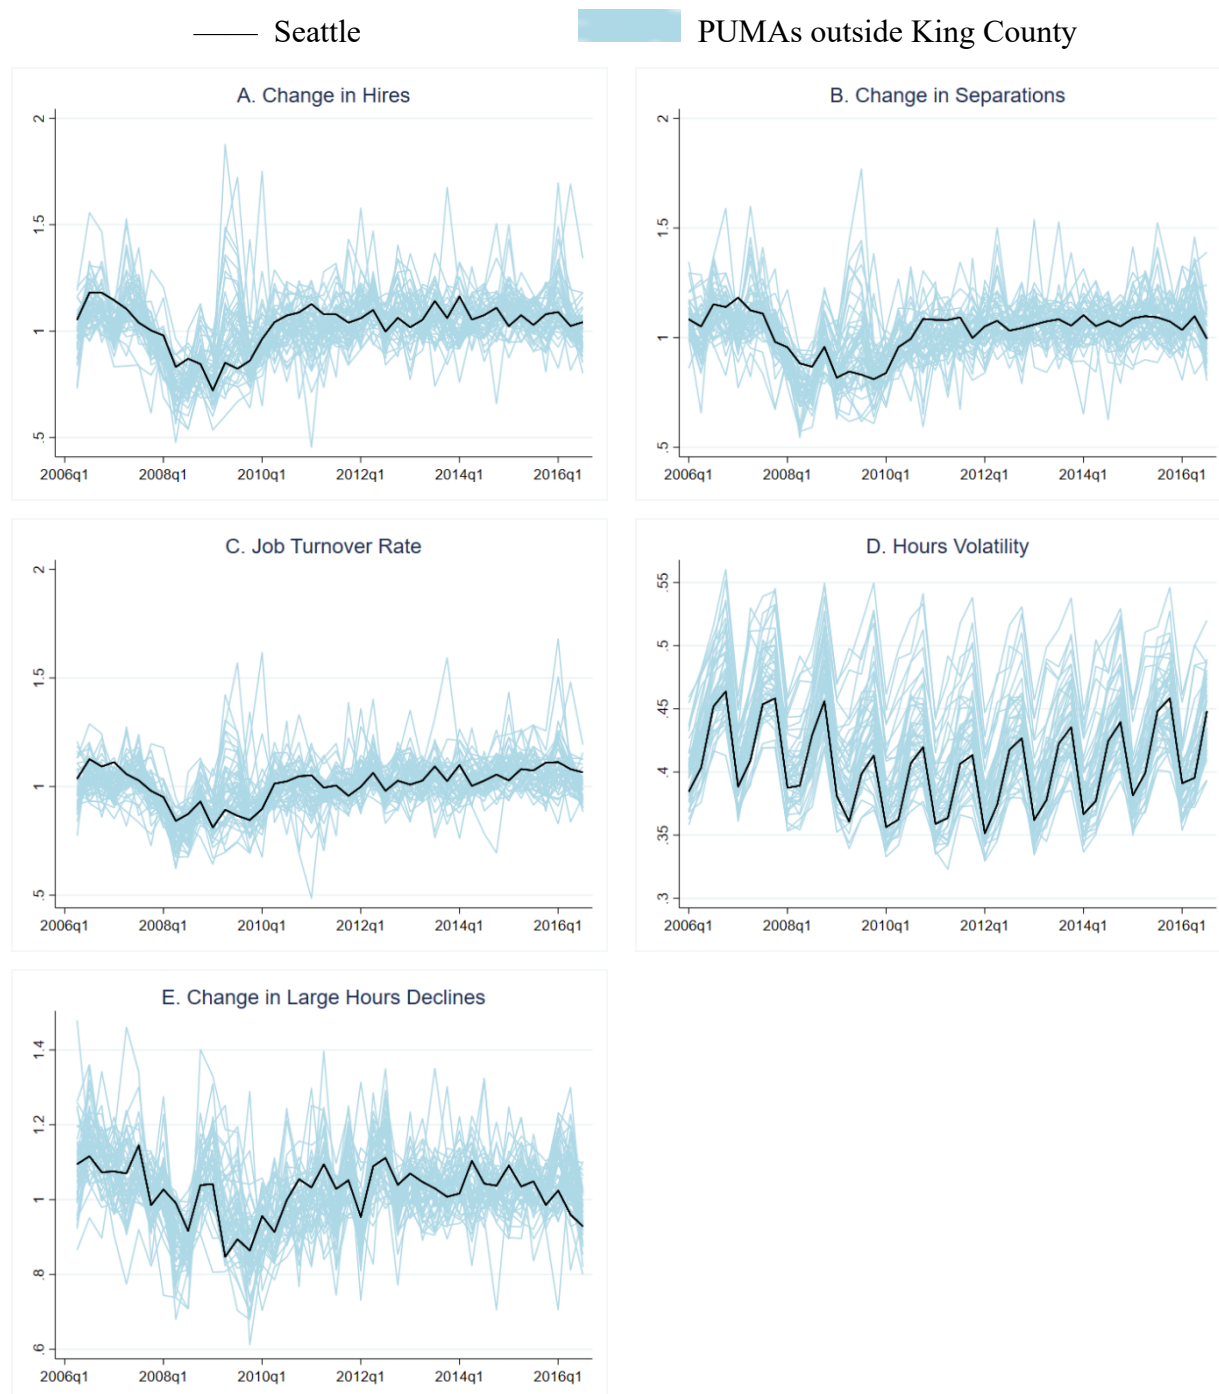 Seattle PUMAs outside King County
A. Change in Hires
2
1.5
1
.5
2006q1 2008q1 2010q1 2012q1 2014q1 2016q1
B. Change in Separations
2
1.5
1
.5
2006q1 2008q1 2010q1 2012q1 2014q1 2016q1
C. Job Turnover Rate
2
1.5
1
.5
2006q1 2008q1 2010q1 2012q1 2014q1 2016q1
D. Hours Volatility
.55
.5
.45
.4
.35
.3
2006q1 2008q1 2010q1 2012q1 2014q1 2016q1
E. Change in Large Hours Declines
1.4
1.2
1
.8
.6
2006q1 2008q1 2010q1 2012q1 2014q1 2016q1